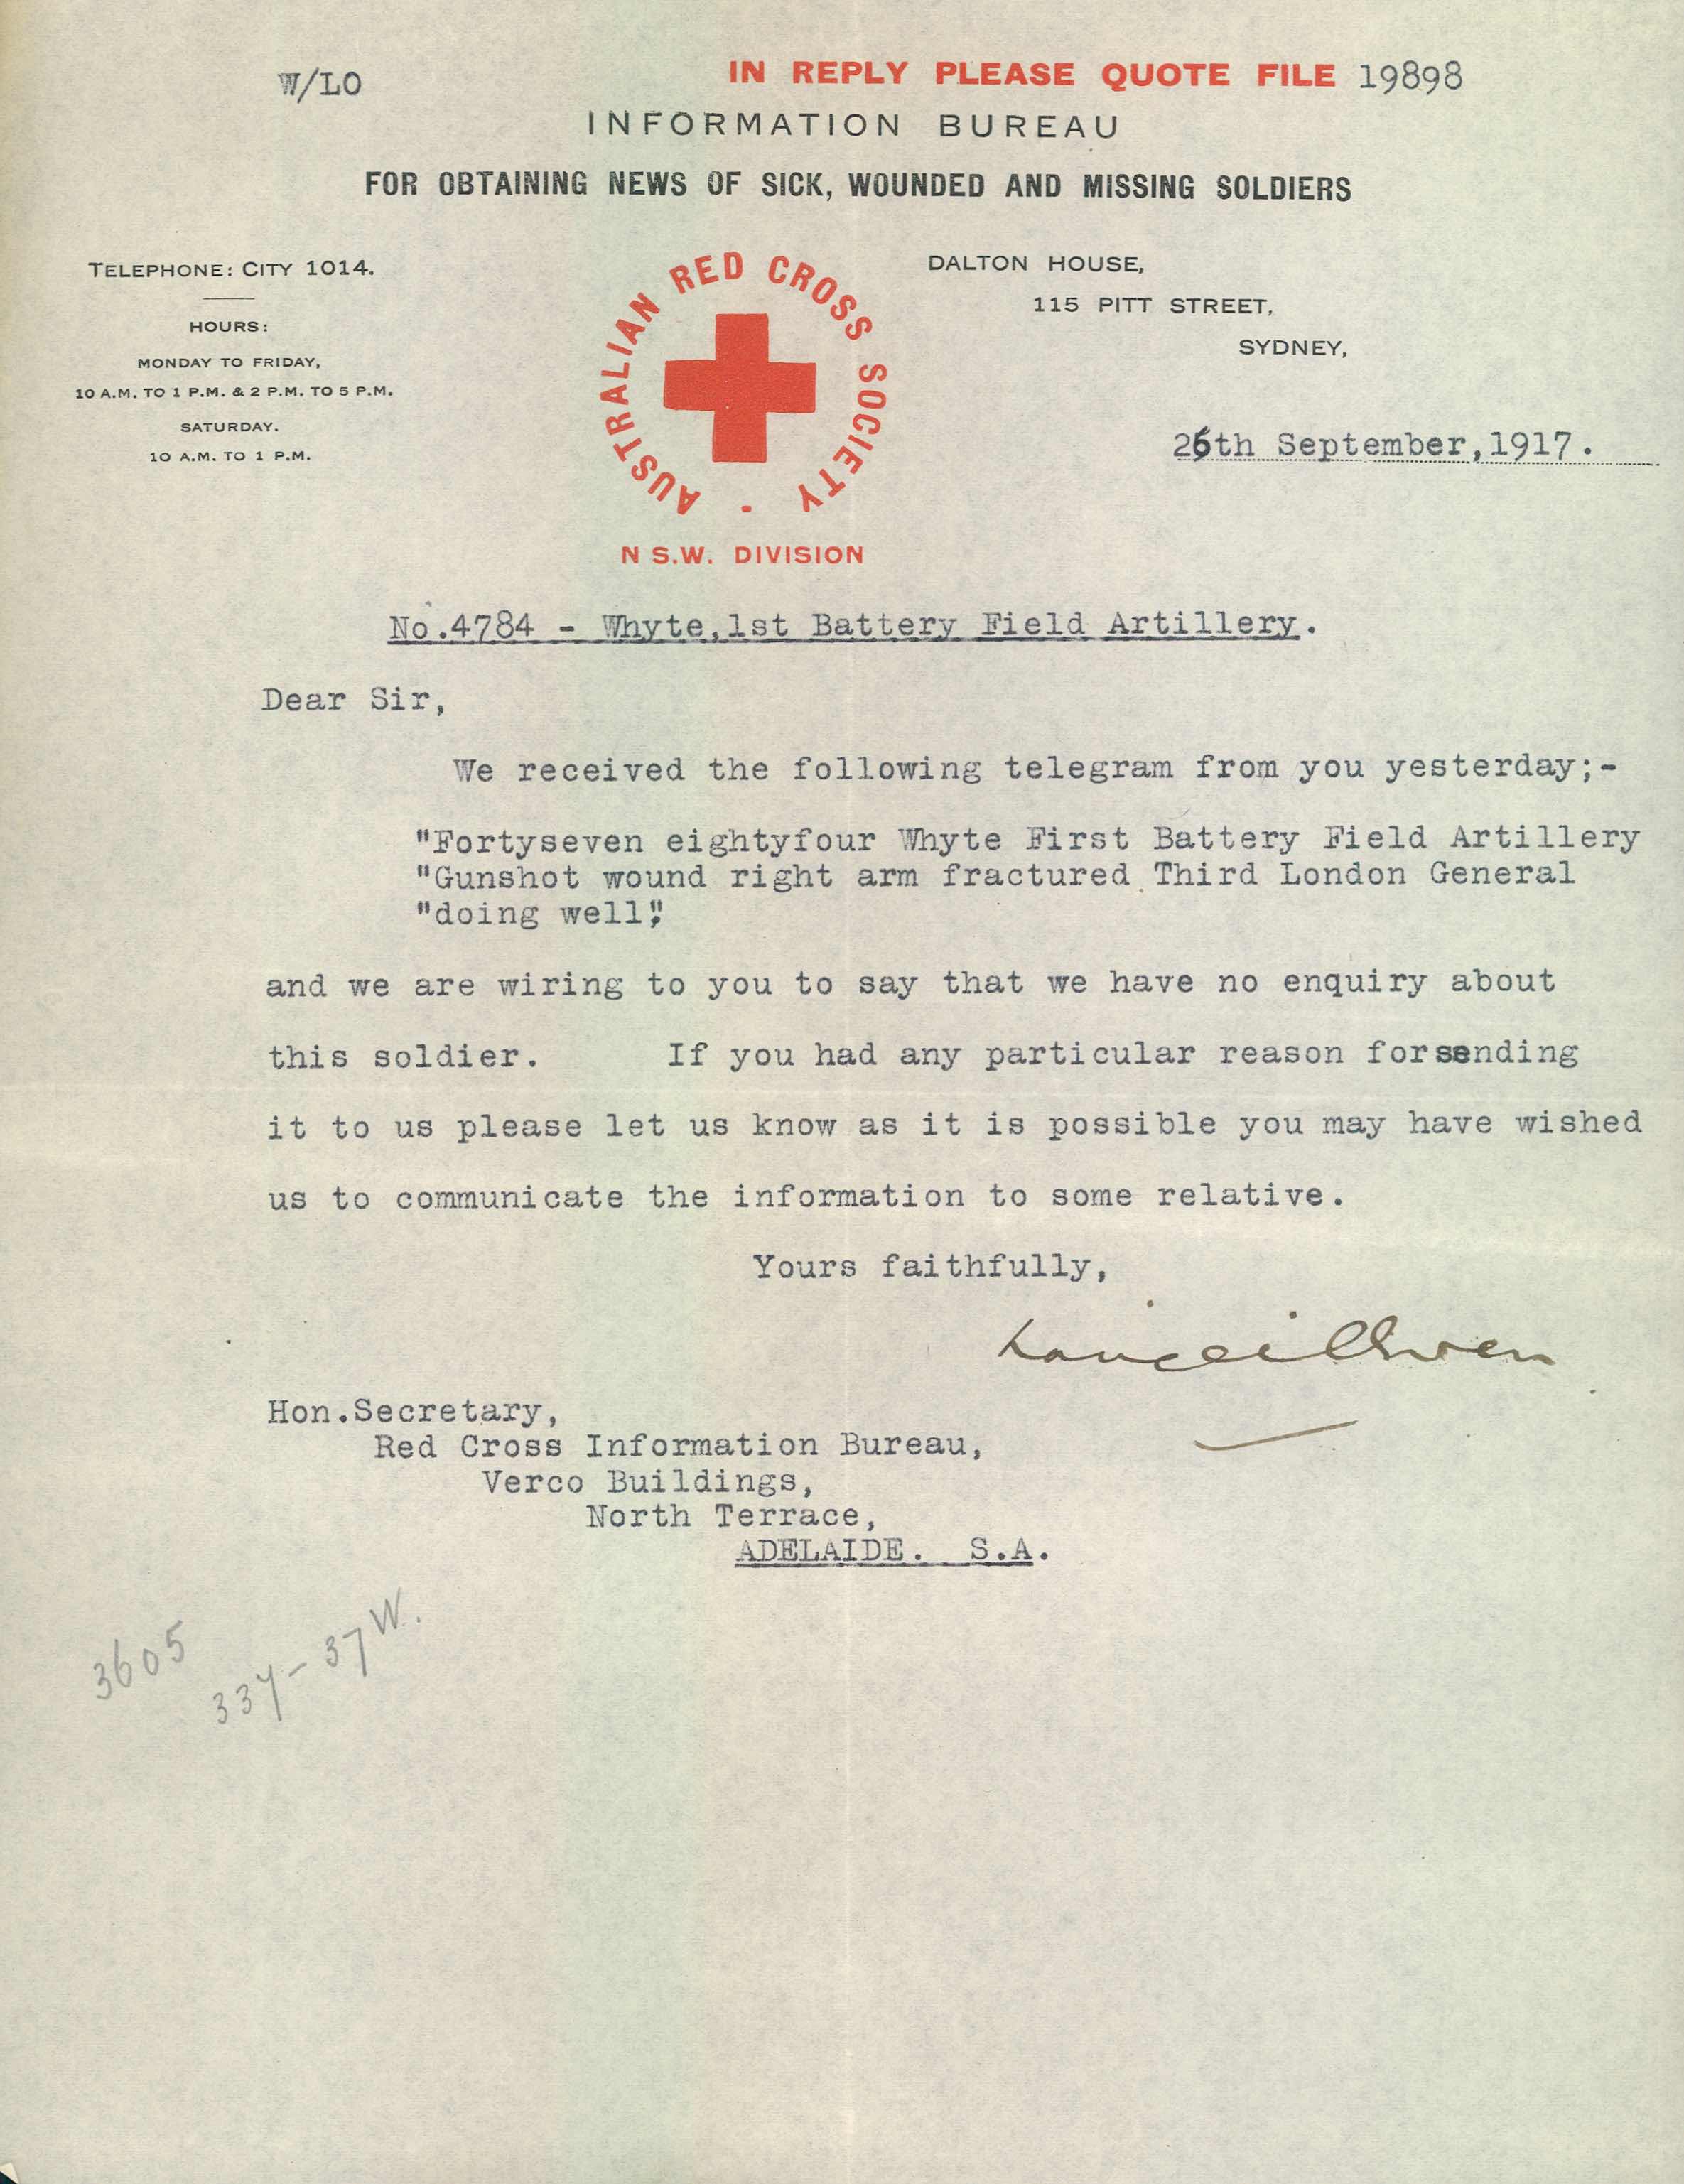 W/LO
IN REPLY PLEASE QUOTE FILE 19898
INFORMATION BUREAU
FOR OBTAINING NEWS OF SICK, WOUNDED AND MISSING SOLDIERS
TELEPHONE: CITY 1014.
HOURS:
MONDAY TO FRIDAY,
10 A.M. TO 1 P.M. & 2 P.M. TO 5 P.M.
SATURDAY.
10 A.M. TO 1 P.M.
AUSTRALIAN RED CROSS SOCIETY
N S.W. DIVISION
DALTON HOUSE,
115 PITT STREET,
SYDNEY,
26th September,1917.
No.4784 - Whyte,1st Battery Field Artillery.
Dear Sir,
We received the following telegram from you yesterday;-
"Fortyseven eightyfour Whyte First Battery Field Artillery
"Gunshot wound right arm fractured Third London General
"doing well",
and we are wiring to you to say that we have no enquiry about
this soldier. If you had any particular reason forsending
it to us please let us know as it is possible you may have wished
us to communicate the information to some relative.
Yours faithfully,
Hon.Secretary,
Red Cross Information Bureau,
Verco Buildings,
North Terrace,
ADELAIDE. S.A.
3605
337-37W.